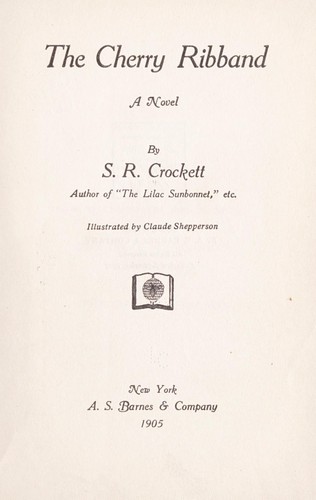 The Cherry Ribband
A Novel
By
S. R. Crockett
Author of "The Lilac Sunbonnet," etc.
Illustrated by Claude Shepperson
New York
A. S. Barnes & Company
1905